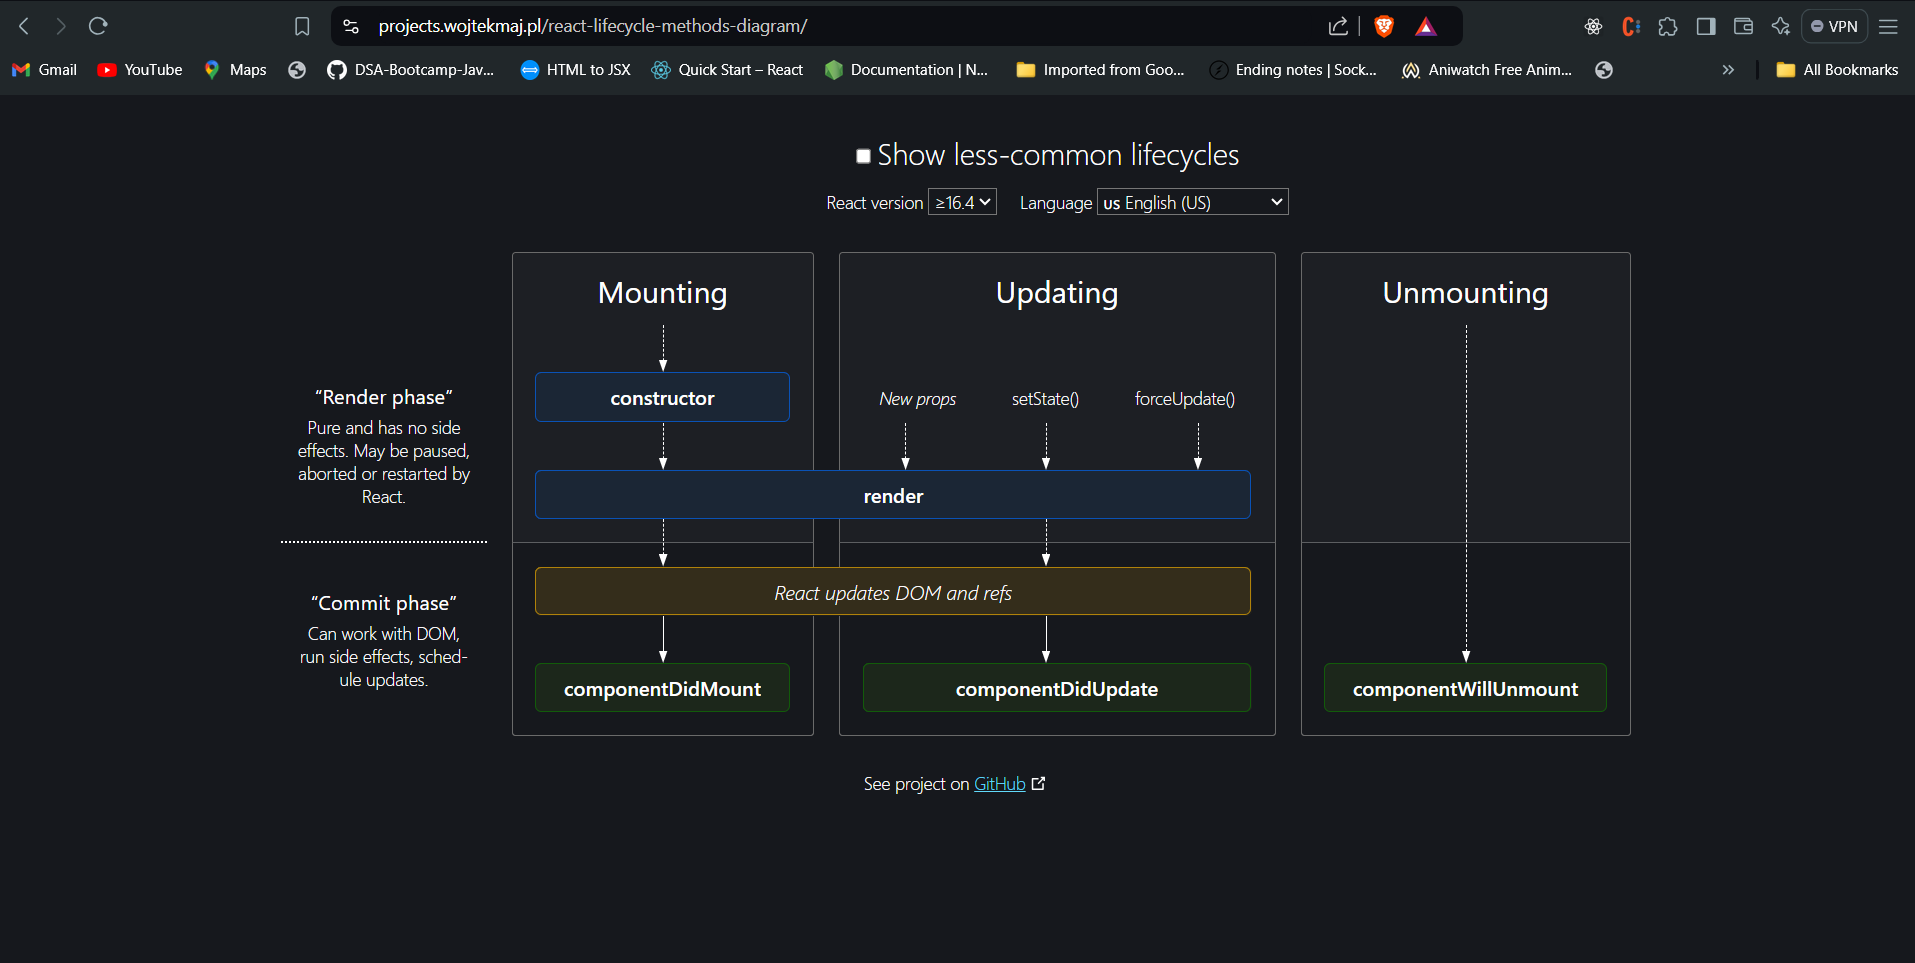 projects.wojtekmaj.pl/react-lifecycle-methods-diagram/
VPN
Gmail
YouTube
Maps
DSA-Bootcamp-Jav...
HTML to JSX
Quick Start – React
Documentation | N...
Imported from Goo...
Ending notes | Sock...
Aniwatch Free Anim...
»
All Bookmarks
Show less-common lifecycles
React version ≥16.4
Language US English (US)
Mounting
Updating
Unmounting
“Render phase”
Pure and has no side
effects. May be paused,
aborted or restarted by
React.
constructor
New props
setState()
forceUpdate()
render
“Commit phase”
Can work with DOM,
run side effects, sched-
ule updates.
React updates DOM and refs
componentDidMount
componentDidUpdate
componentWillUnmount
See project on GitHub